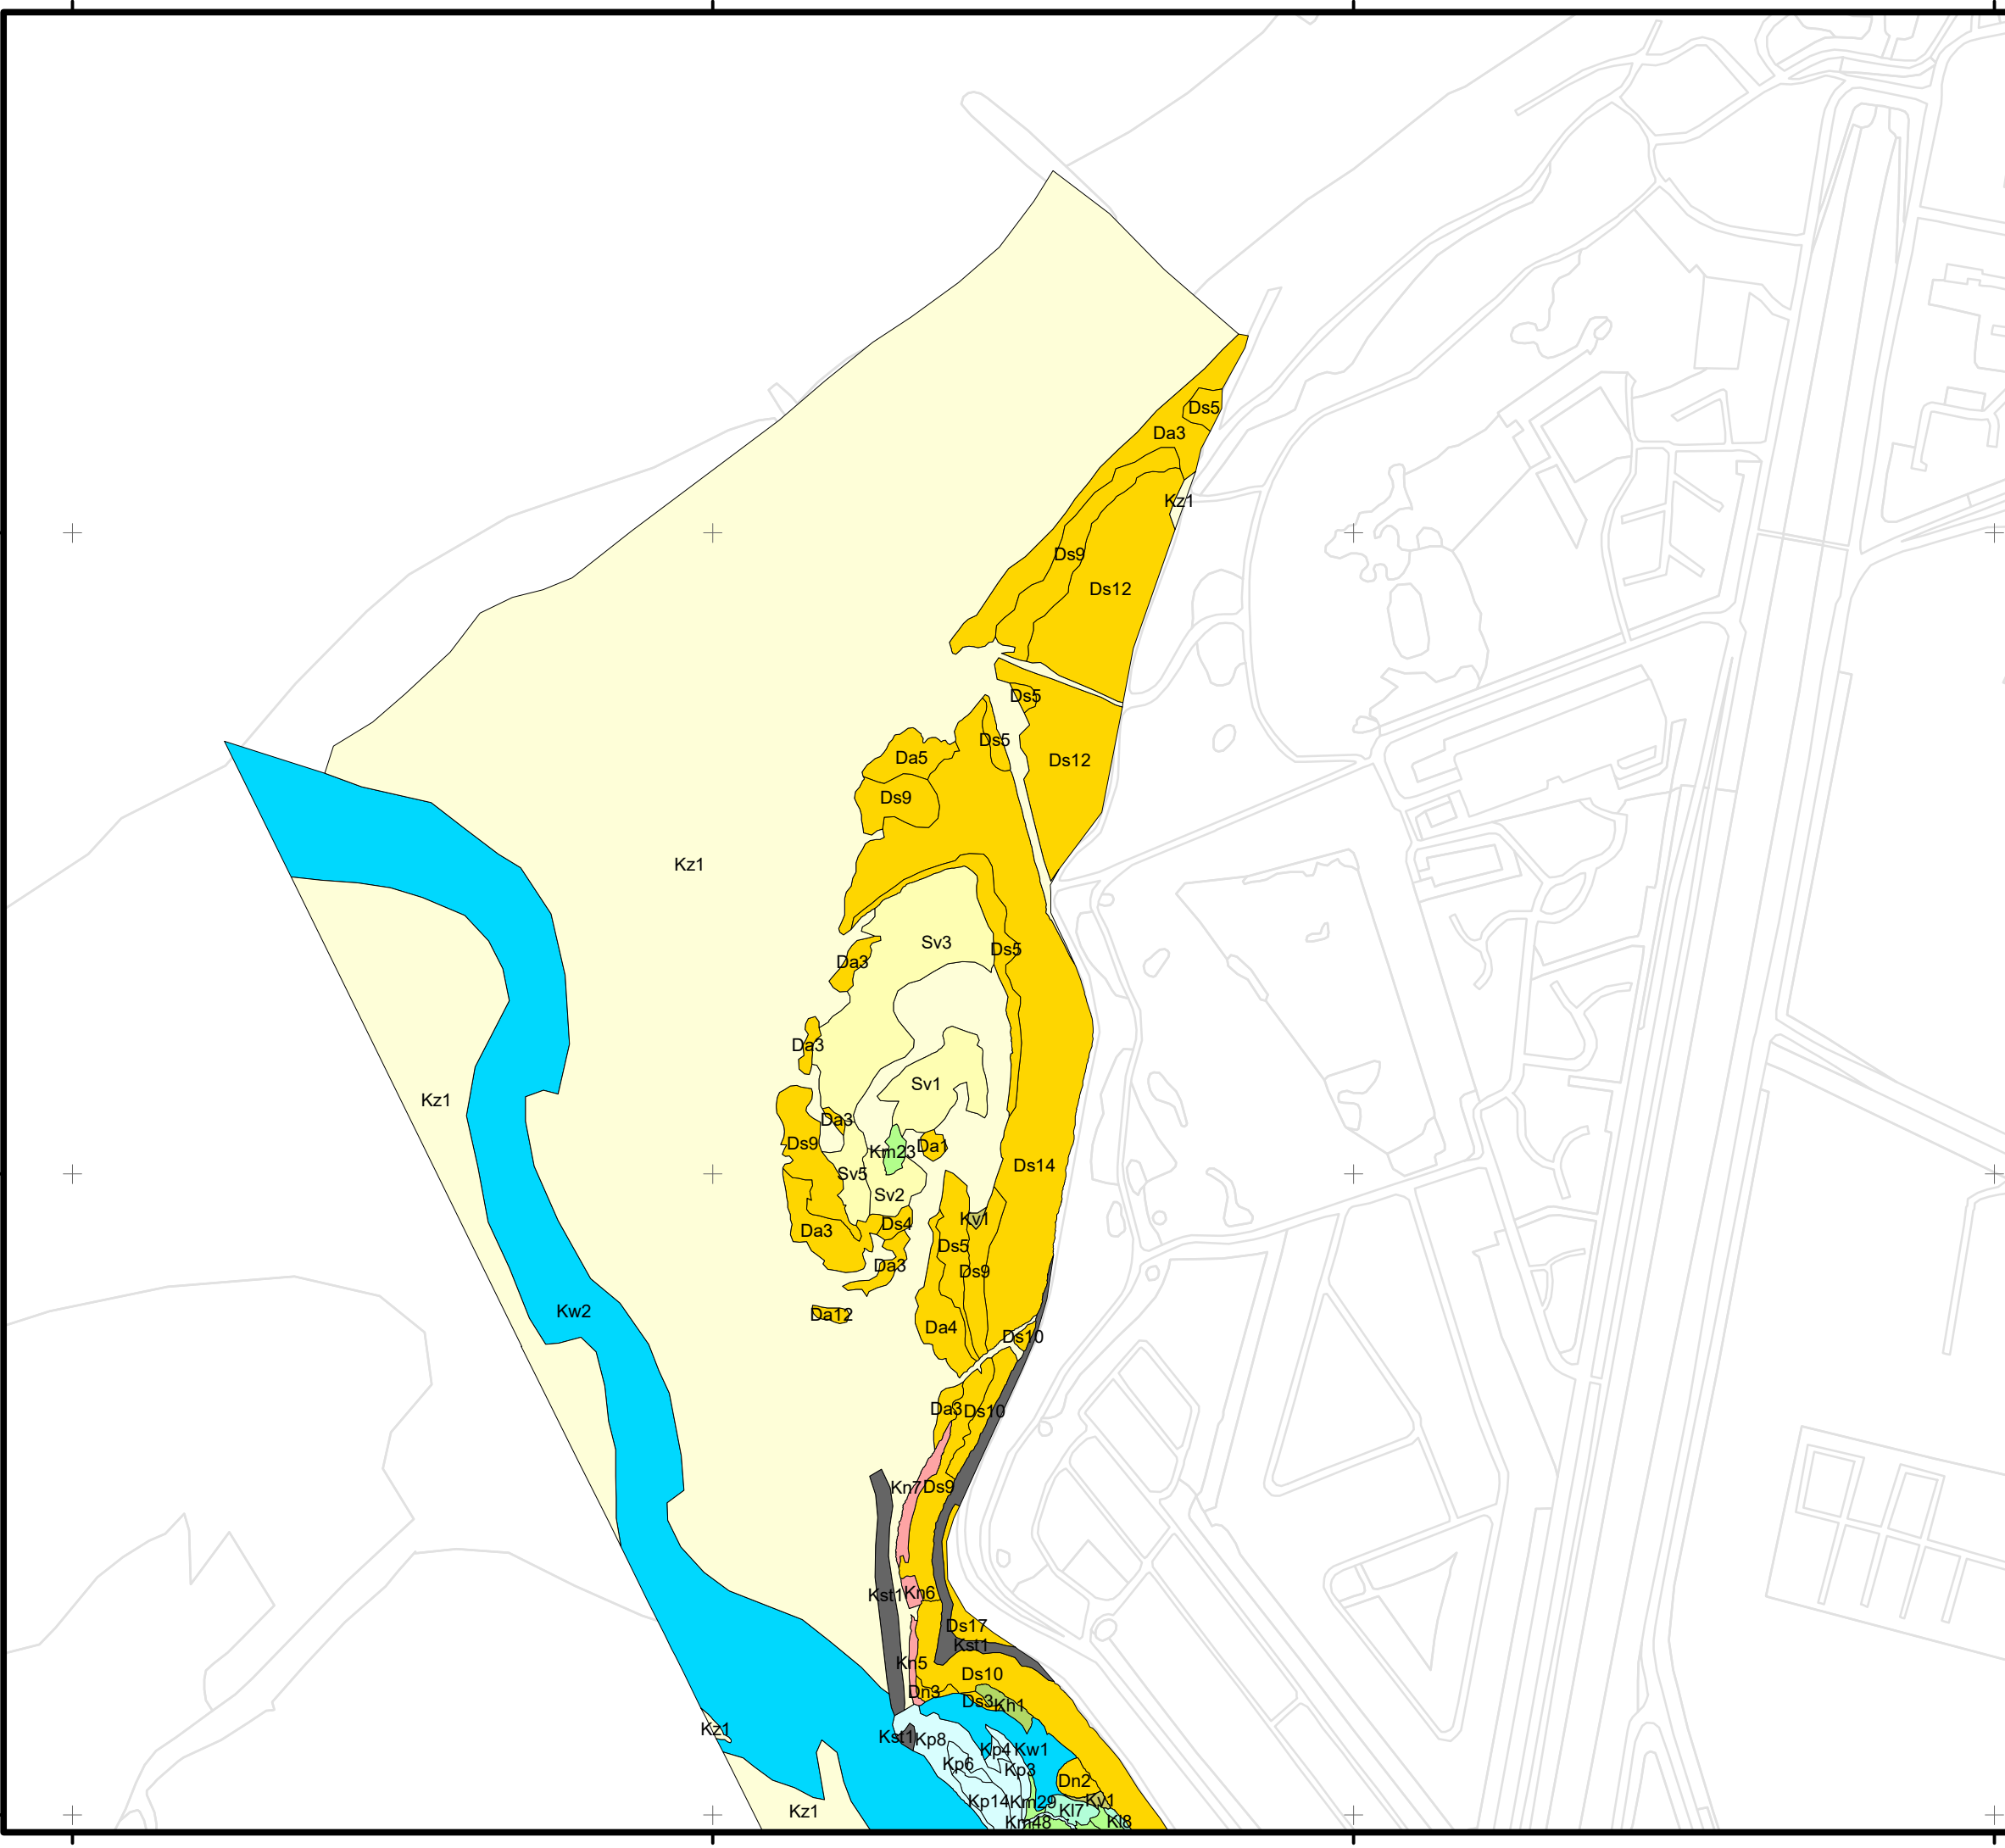 Ds5
Da3
Kz1
Ds9
Ds12
Ds5
Ds5
Da5
Ds12
Ds9
Kz1
Sv3
Ds5
Da3
Da3
Sv1
Kz1
Da3
Ds9
Km23
Da1
Ds14
Sv5
Sv2
Kv1
Ds4
Da3
Ds5
Da3
Ds9
Kw2
Da12
Da4
Ds10
Da3
Ds10
Kn7
Ds9
Kst1
Kn6
Ds17
Kst1
Kn5
Ds10
Dn3
Ds3
Kh1
Kz1
Kst1
Kp8
Kp4
Kw1
Kp6
Kp3
Dn2
Kp14
Km29
Kv1
Kz1
Kl7
Km48
Kl8